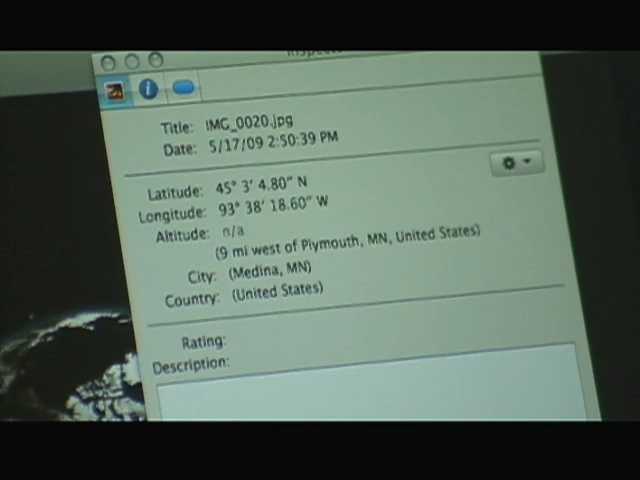 Title: IMG_0020.jpg
Date: 5/17/09 2:50:39 PM
Latitude: 45° 3' 4.80" N
Longitude: 93° 38' 18.60" W
Altitude: n/a
(9 mi west of Plymouth, MN, United States)
City: (Medina, MN)
Country: (United States)
Rating:
Description: